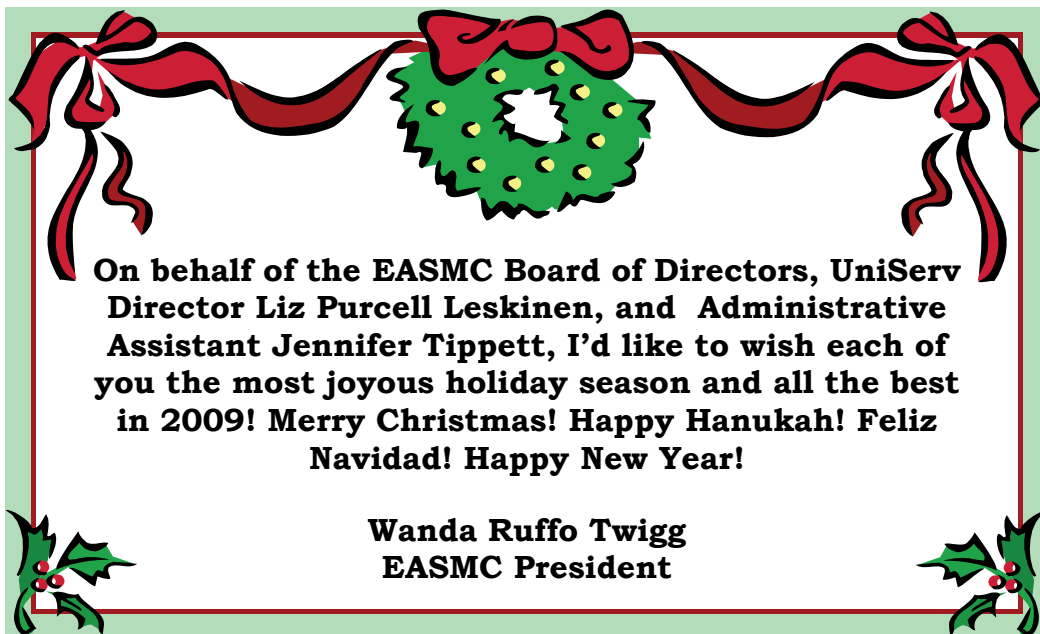 On behalf of the EASMC Board of Directors, UniServ
Director Liz Purcell Leskinen, and  Administrative
Assistant Jennifer Tippett, I’d like to wish each of
you the most joyous holiday season and all the best
in 2009! Merry Christmas! Happy Hanukah! Feliz
Navidad! Happy New Year!
Wanda Ruffo Twigg
EASMC President